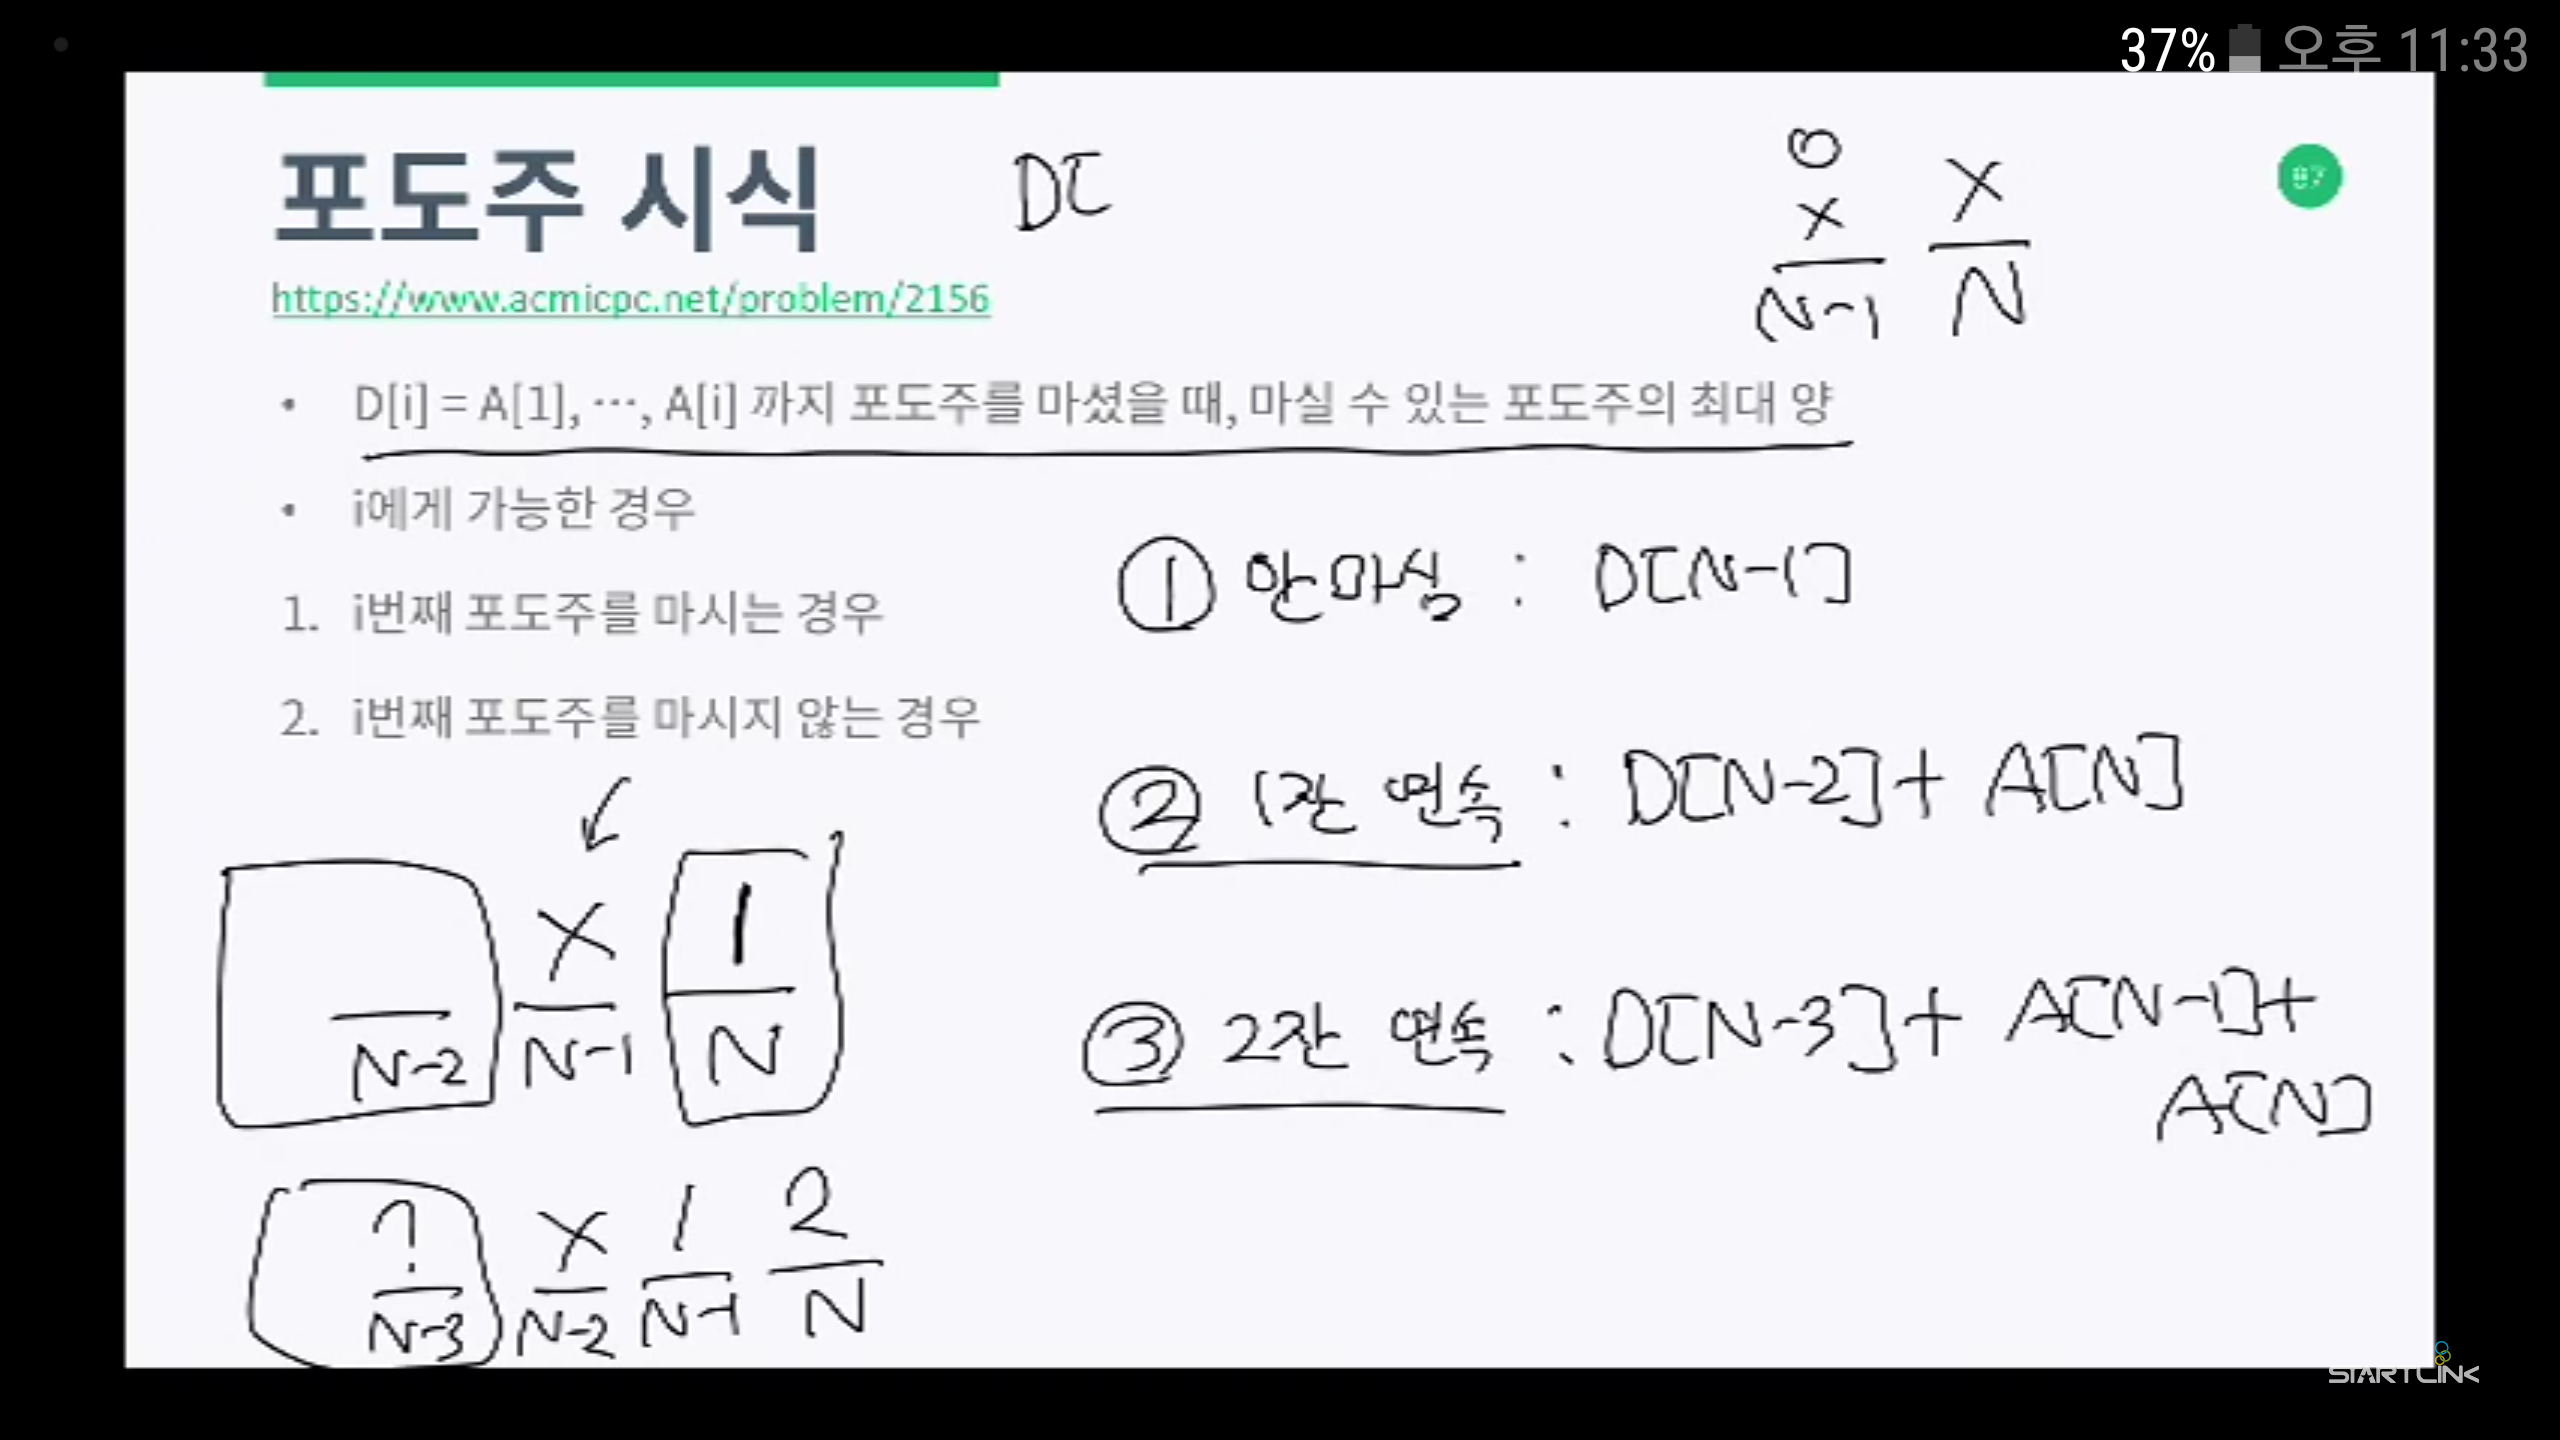 37% 오후 11:33
포도주 시식
D[
O
X X
N-1 N
87
https://www.acmicpc.net/problem/2156
• D[i] = A[1], ⋯, A[i] 까지 포도주를 마셨을 때, 마실 수 있는 포도주의 최대 양
• i에게 가능한 경우
1. i번째 포도주를 마시는 경우
2. i번째 포도주를 마시지 않는 경우
① 안마심 : D[N-1]
② 1잔 연속 : D[N-2] + A[N]
③ 2잔 연속 : D[N-3] + A[N-1] +
A[N]
X 1
N-2 N-1 N
? X 1 2
N-3 N-2 N-1 N
STARTLINK